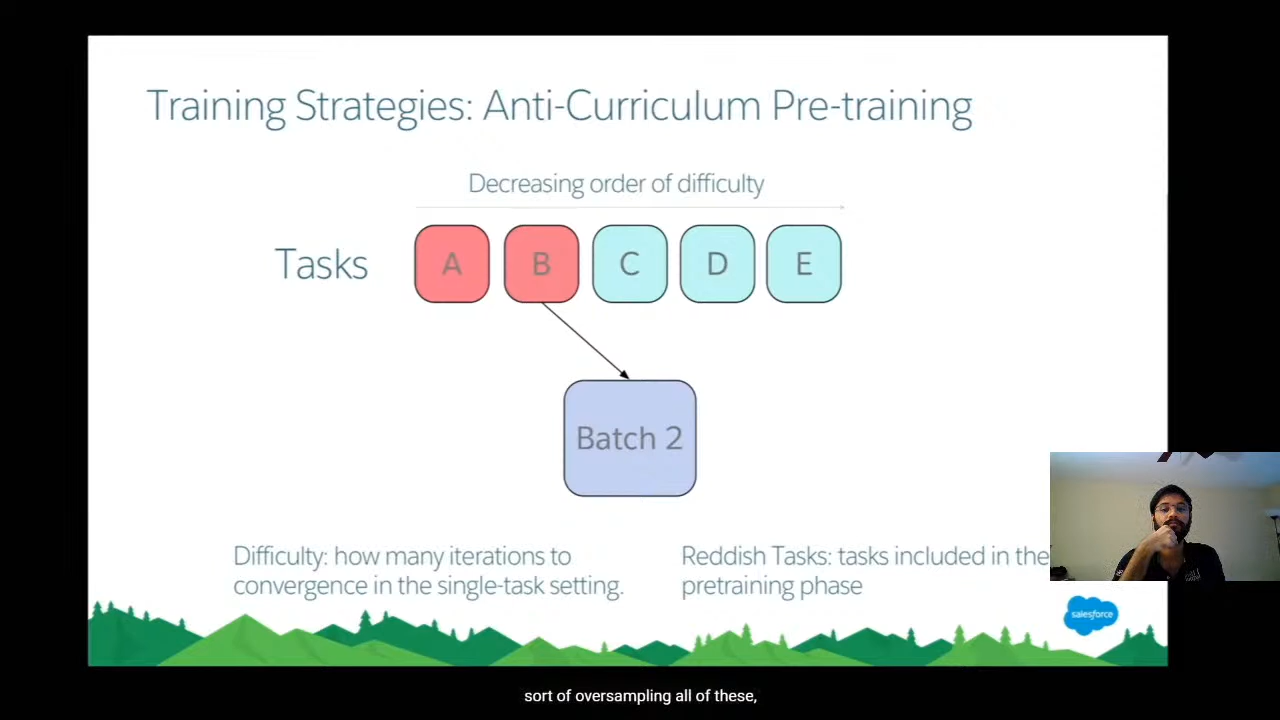 Training Strategies: Anti-Curriculum Pre-training
Decreasing order of difficulty
Tasks A B C D E
Batch 2
Difficulty: how many iterations to
convergence in the single-task setting.
Reddish Tasks: tasks included in the
pretraining phase
salesforce
sort of oversampling all of these,